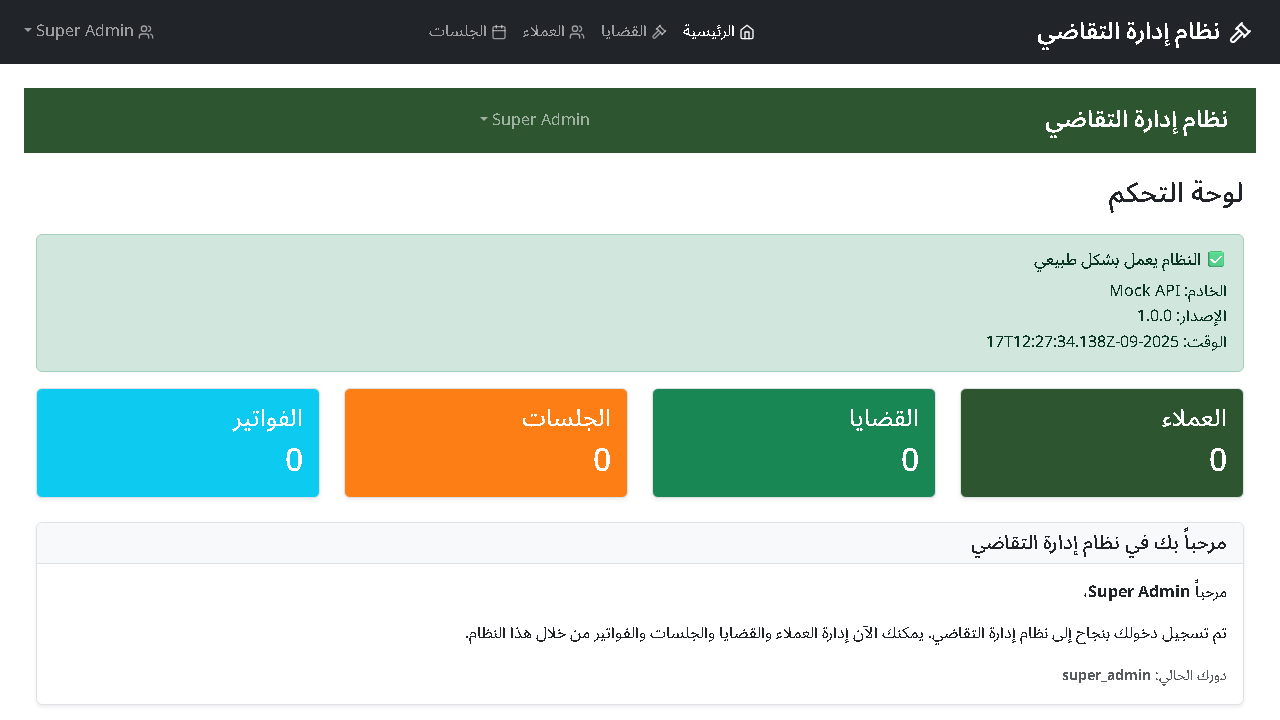 نظام إدارة التقاضي
الرئيسية
القضايا
العملاء
الجلسات
Super Admin
نظام إدارة التقاضي
Super Admin
لوحة التحكم
✅ النظام يعمل بشكل طبيعي
الخادم: Mock API
الإصدار: 1.0.0
الوقت: 17T12:27:34.138Z-09-2025
العملاء
0
القضايا
0
الجلسات
0
الفواتير
0
مرحباً بك في نظام إدارة التقاضي
مرحباً Super Admin،
تم تسجيل دخولك بنجاح إلى نظام إدارة التقاضي. يمكنك الآن إدارة العملاء والقضايا والجلسات والفواتير من خلال هذا النظام.
دورك الحالي: super_admin